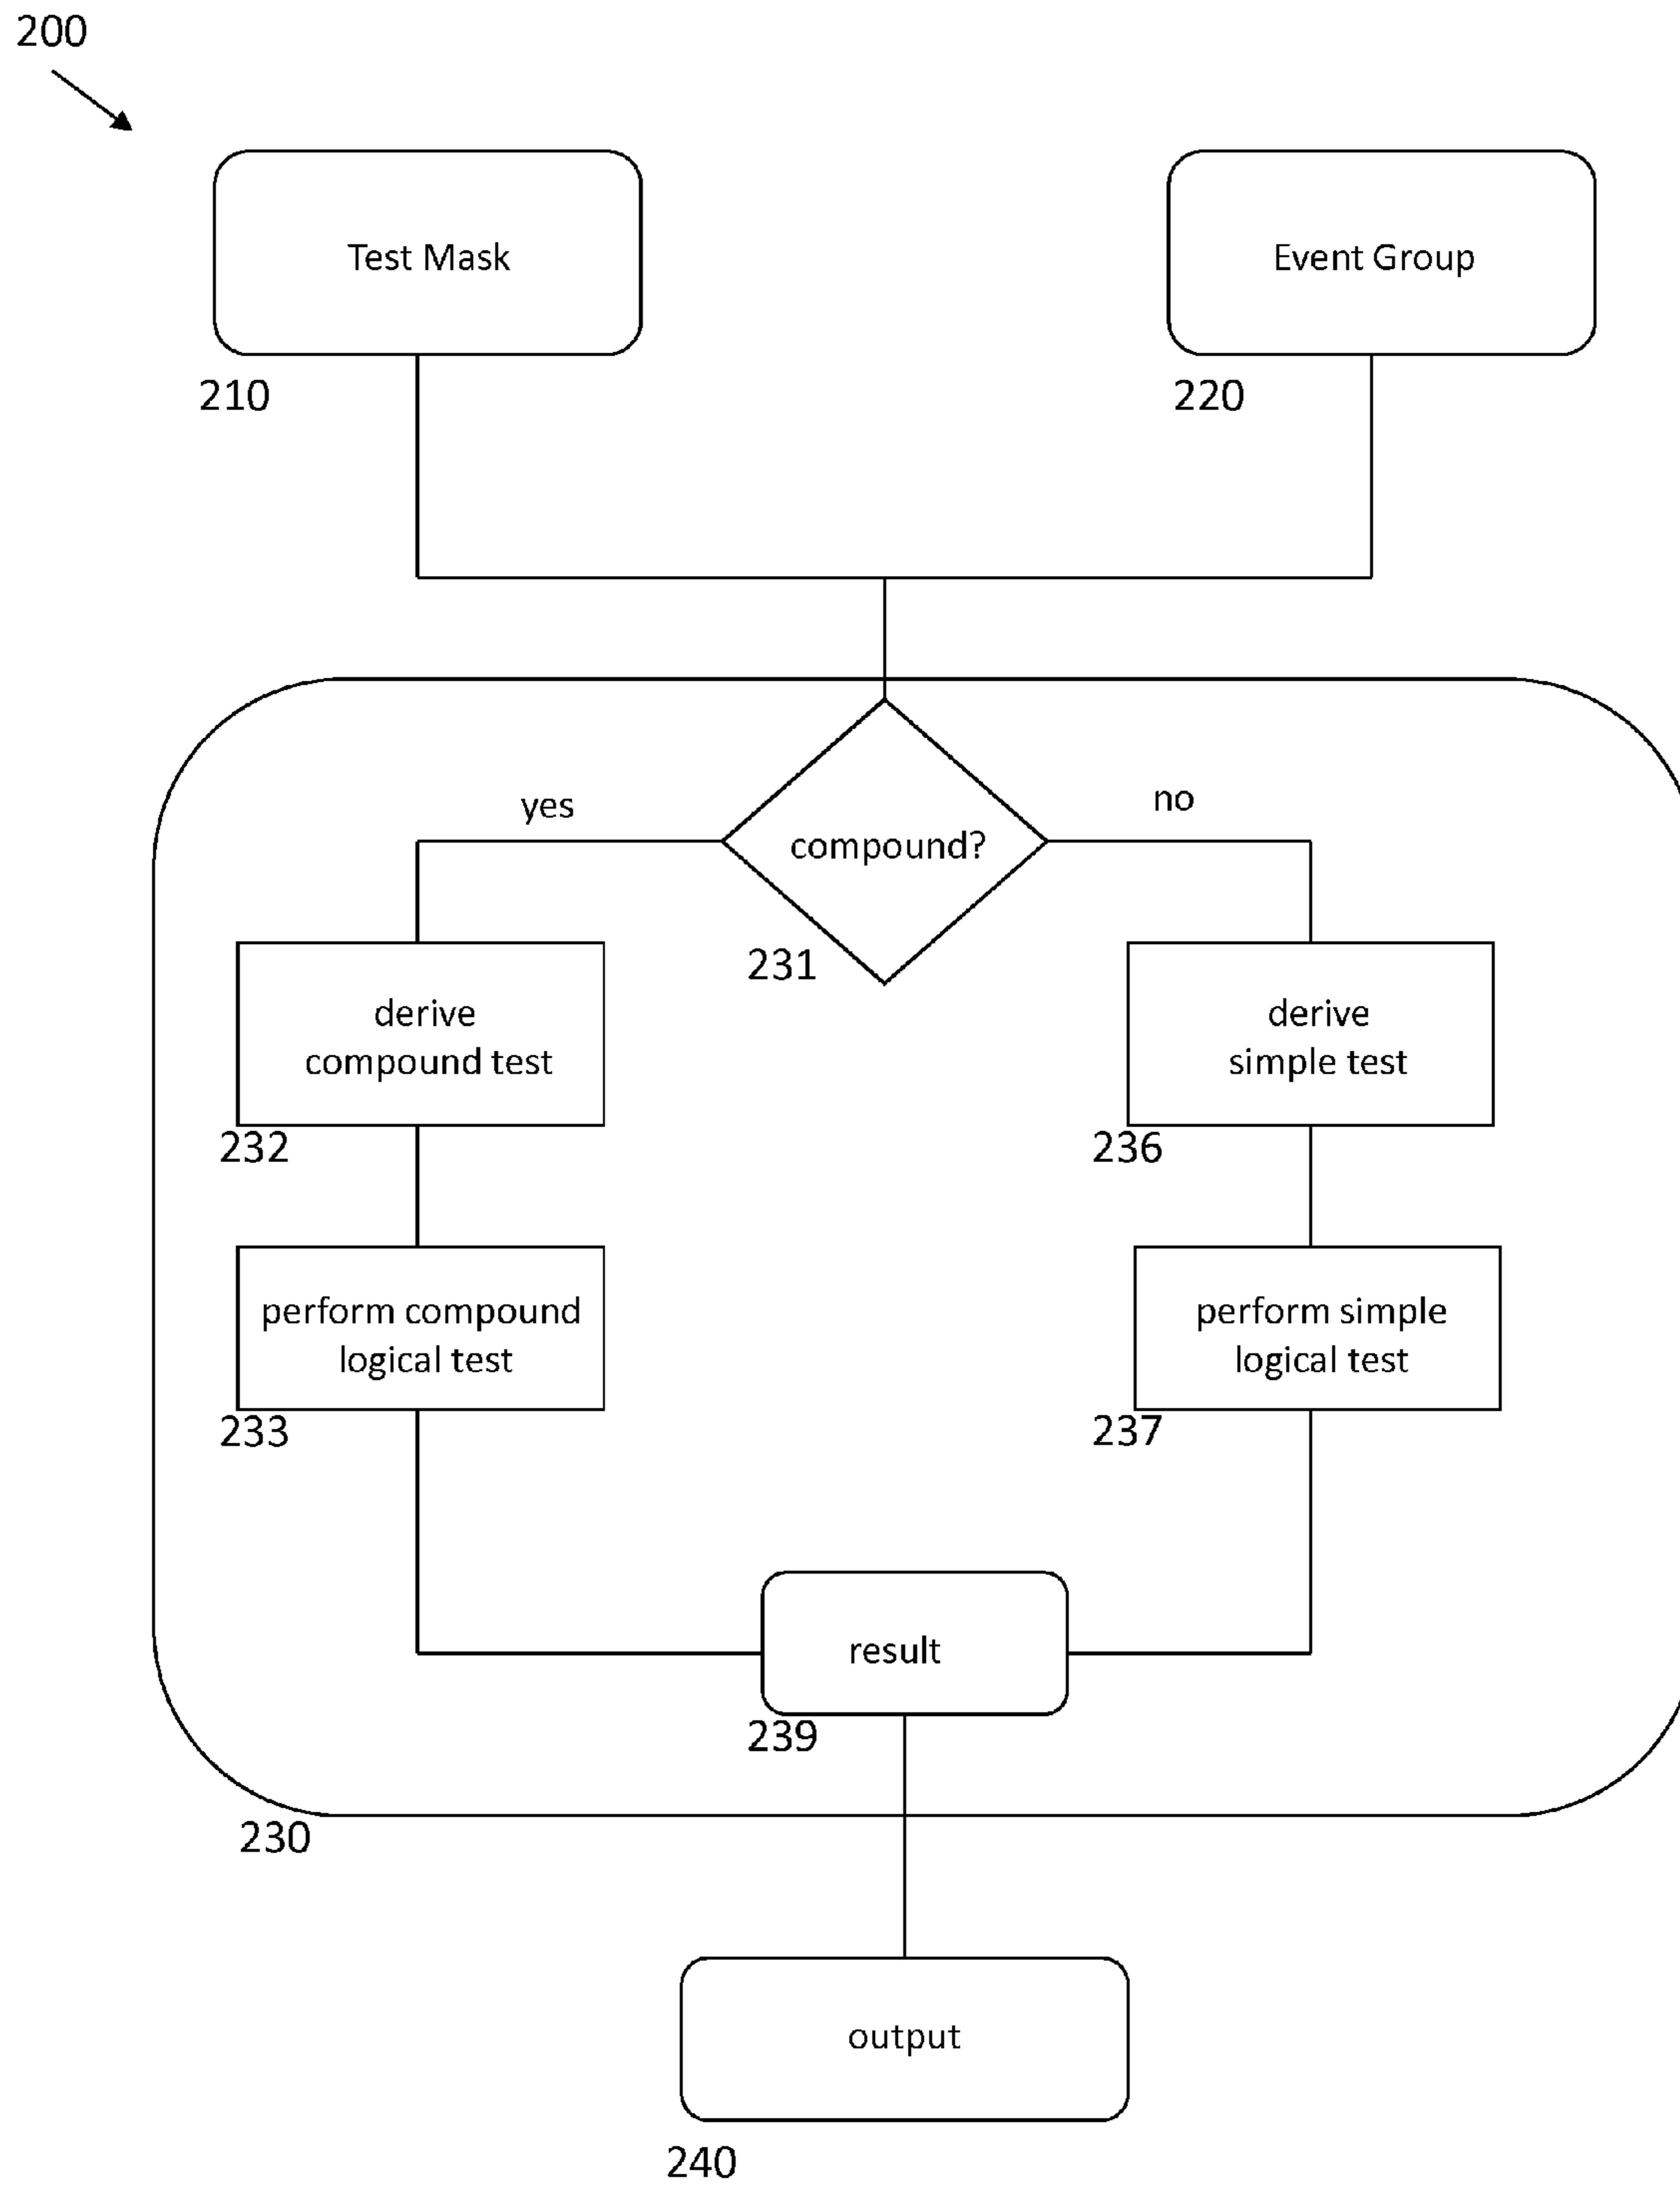 200
Test Mask
Event Group
210
220
yes
no
compound?
231
derive
compound test
derive
simple test
232
236
perform compound
logical test
perform simple
logical test
233
237
result
239
230
output
240